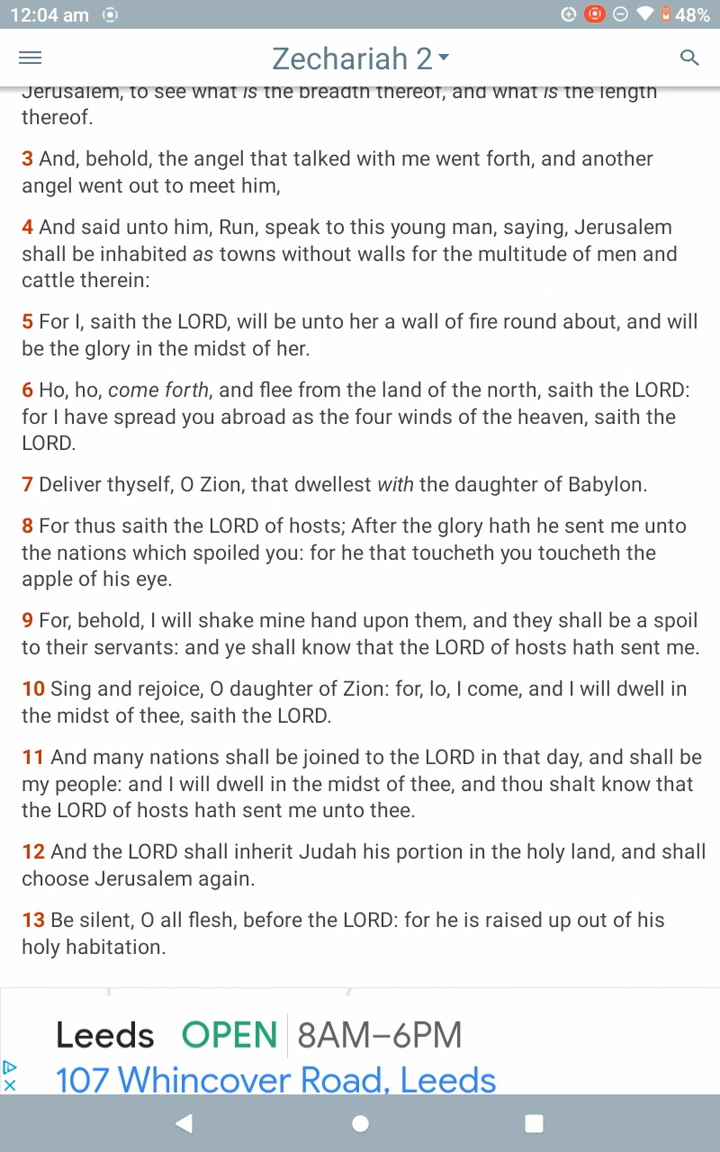 12:04 am
48%
Zechariah 2
Jerusalem, to see what is the breadth thereof, and what is the length
thereof.
3 And, behold, the angel that talked with me went forth, and another
angel went out to meet him,
4 And said unto him, Run, speak to this young man, saying, Jerusalem
shall be inhabited as towns without walls for the multitude of men and
cattle therein:
5 For I, saith the LORD, will be unto her a wall of fire round about, and will
be the glory in the midst of her.
6 Ho, ho, come forth, and flee from the land of the north, saith the LORD:
for I have spread you abroad as the four winds of the heaven, saith the
LORD.
7 Deliver thyself, O Zion, that dwellest with the daughter of Babylon.
8 For thus saith the LORD of hosts; After the glory hath he sent me unto
the nations which spoiled you: for he that toucheth you toucheth the
apple of his eye.
9 For, behold, I will shake mine hand upon them, and they shall be a spoil
to their servants: and ye shall know that the LORD of hosts hath sent me.
10 Sing and rejoice, O daughter of Zion: for, lo, I come, and I will dwell in
the midst of thee, saith the LORD.
11 And many nations shall be joined to the LORD in that day, and shall be
my people: and I will dwell in the midst of thee, and thou shalt know that
the LORD of hosts hath sent me unto thee.
12 And the LORD shall inherit Judah his portion in the holy land, and shall
choose Jerusalem again.
13 Be silent, O all flesh, before the LORD: for he is raised up out of his
holy habitation.
Leeds OPEN 8AM–6PM
107 Whincover Road, Leeds